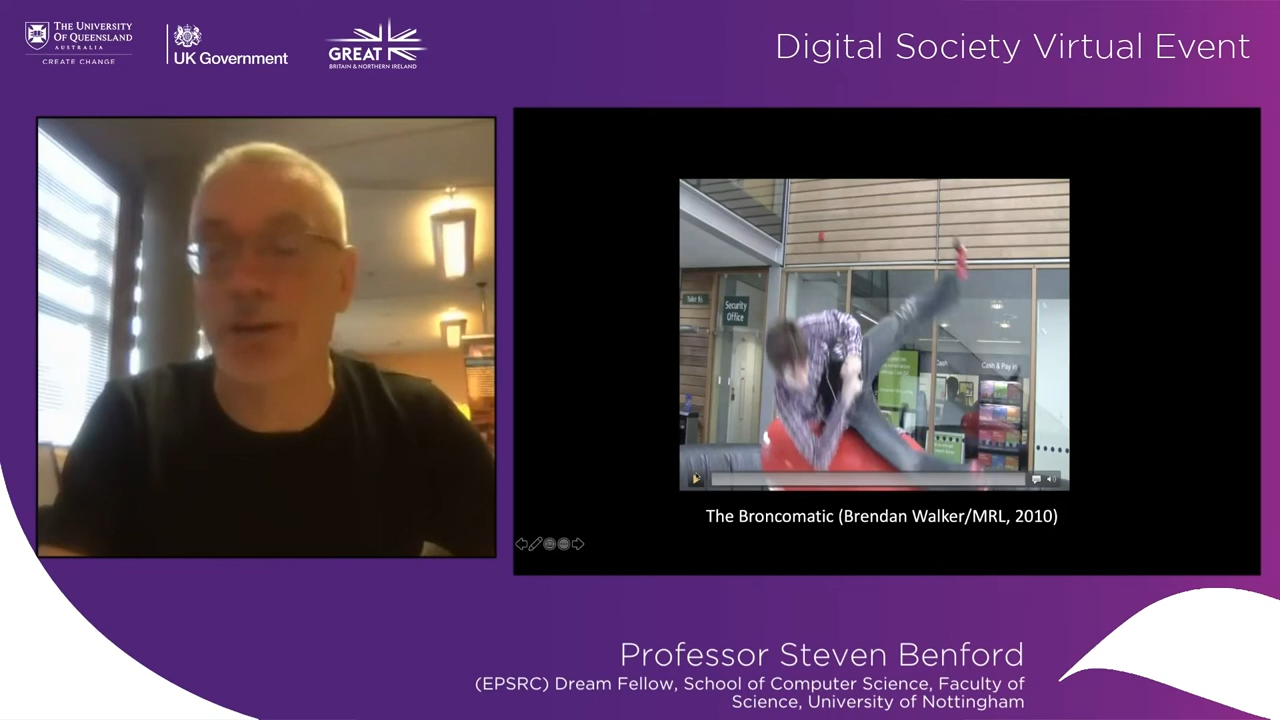 THE UNIVERSITY
OF QUEENSLAND
AUSTRALIA
CREATE CHANGE
UK Government
GREAT
BRITAIN & NORTHERN IRELAND
Digital Society Virtual Event
Security
Office
Cash
Cash & Pay in
The Broncomatic (Brendan Walker/MRL, 2010)
Professor Steven Benford
(EPSRC) Dream Fellow, School of Computer Science, Faculty of
Science, University of Nottingham